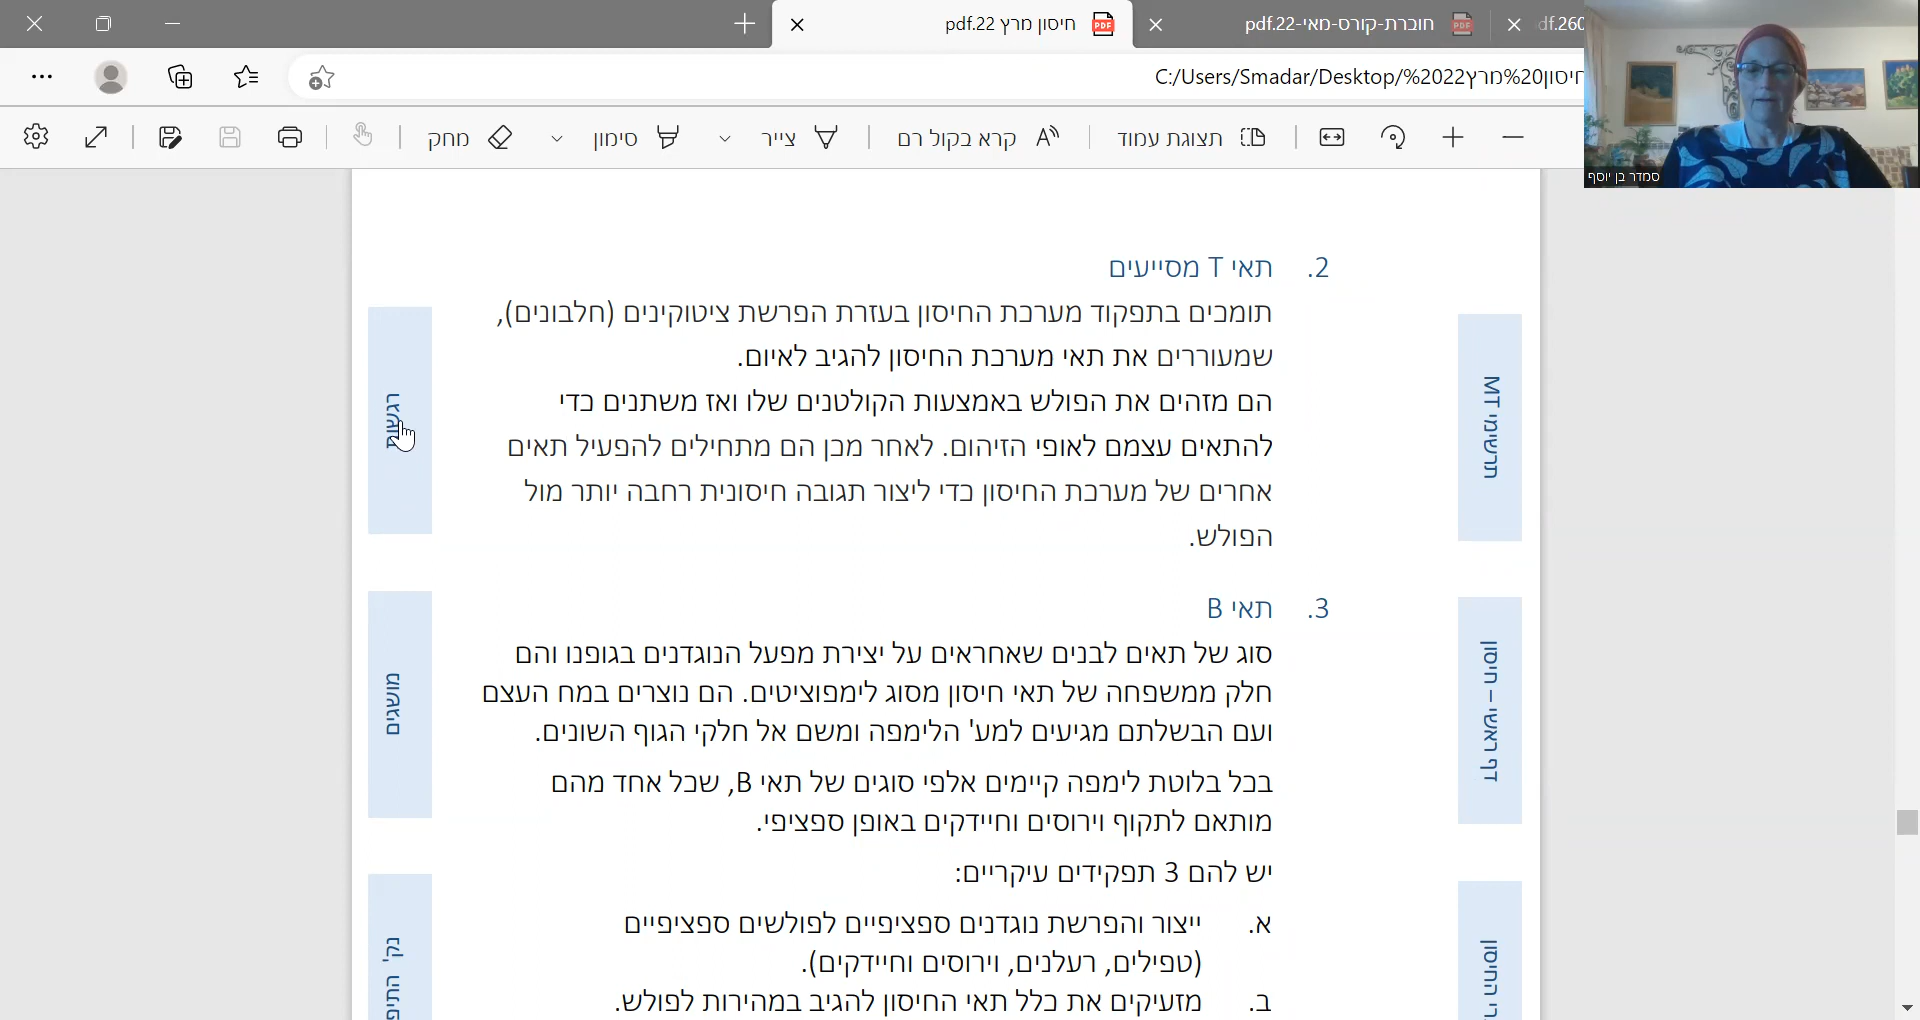 חיסון מרץ 22.pdf
חוברת-קורס-מאי-22.pdf
C:/Users/Smadar/Desktop/%2022חיסון%20מרץ
סמדר בן יוסף
תצוגת עמוד
קרא בקול רם
צייר
סימון
מחק
2. תאי T מסייעים
תומכים בתפקוד מערכת החיסון בעזרת הפרשת ציטוקינים (חלבונים),
שמעוררים את תאי מערכת החיסון להגיב לאיום.
הם מזהים את הפולש באמצעות הקולטנים שלו ואז משתנים כדי
להתאים עצמם לאופי הזיהום. לאחר מכן הם מתחילים להפעיל תאים
אחרים של מערכת החיסון כדי ליצור תגובה חיסונית רחבה יותר מול
הפולש.
3. תאי B
סוג של תאים לבנים שאחראים על יצירת מפעל הנוגדנים בגופנו והם
חלק ממשפחה של תאי חיסון מסוג לימפוציטים. הם נוצרים במח העצם
ועם הבשלתם מגיעים למע' הלימפה ומשם אל חלקי הגוף השונים.
בכל בלוטת לימפה קיימים אלפי סוגים של תאי B, שכל אחד מהם
מותאם לתקוף וירוסים וחיידקים באופן ספציפי.
יש להם 3 תפקידים עיקריים:
א. ייצור והפרשת נוגדנים ספציפיים לפולשים ספציפיים
(טפילים, רעלנים, וירוסים וחיידקים).
ב. מזעיקים את כלל תאי החיסון להגיב במהירות לפולש.
תרשימי MT
דף ראשי – חיסון
רגשות
מושגים
נק'